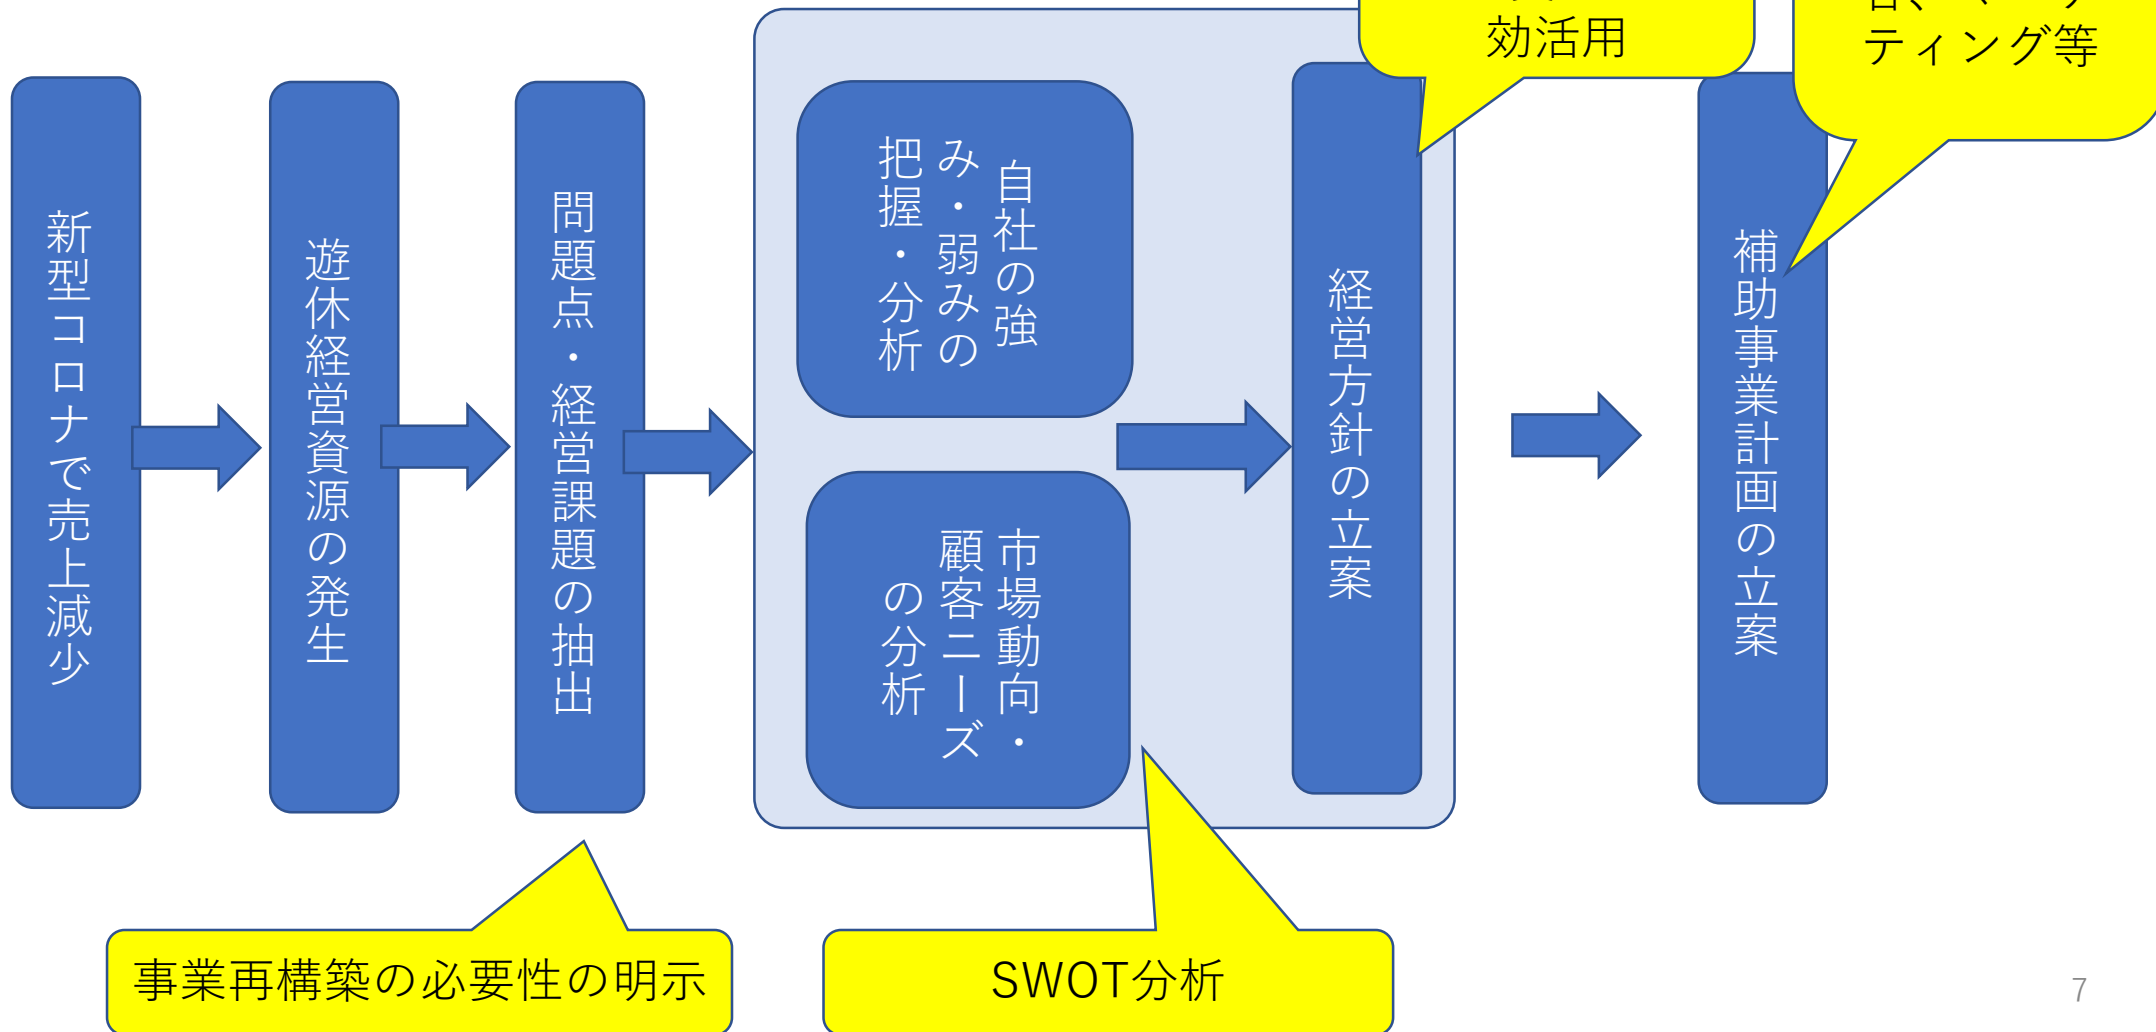 効活用
ティング等
新型コロナで売上減少
遊休経営資源の発生
問題点・経営課題の抽出
自社の強
み・弱みの
把握・分析
市場動向・
顧客ニーズ
の分析
経営方針の立案
補助事業計画の立案
事業再構築の必要性の明示
SWOT分析
7